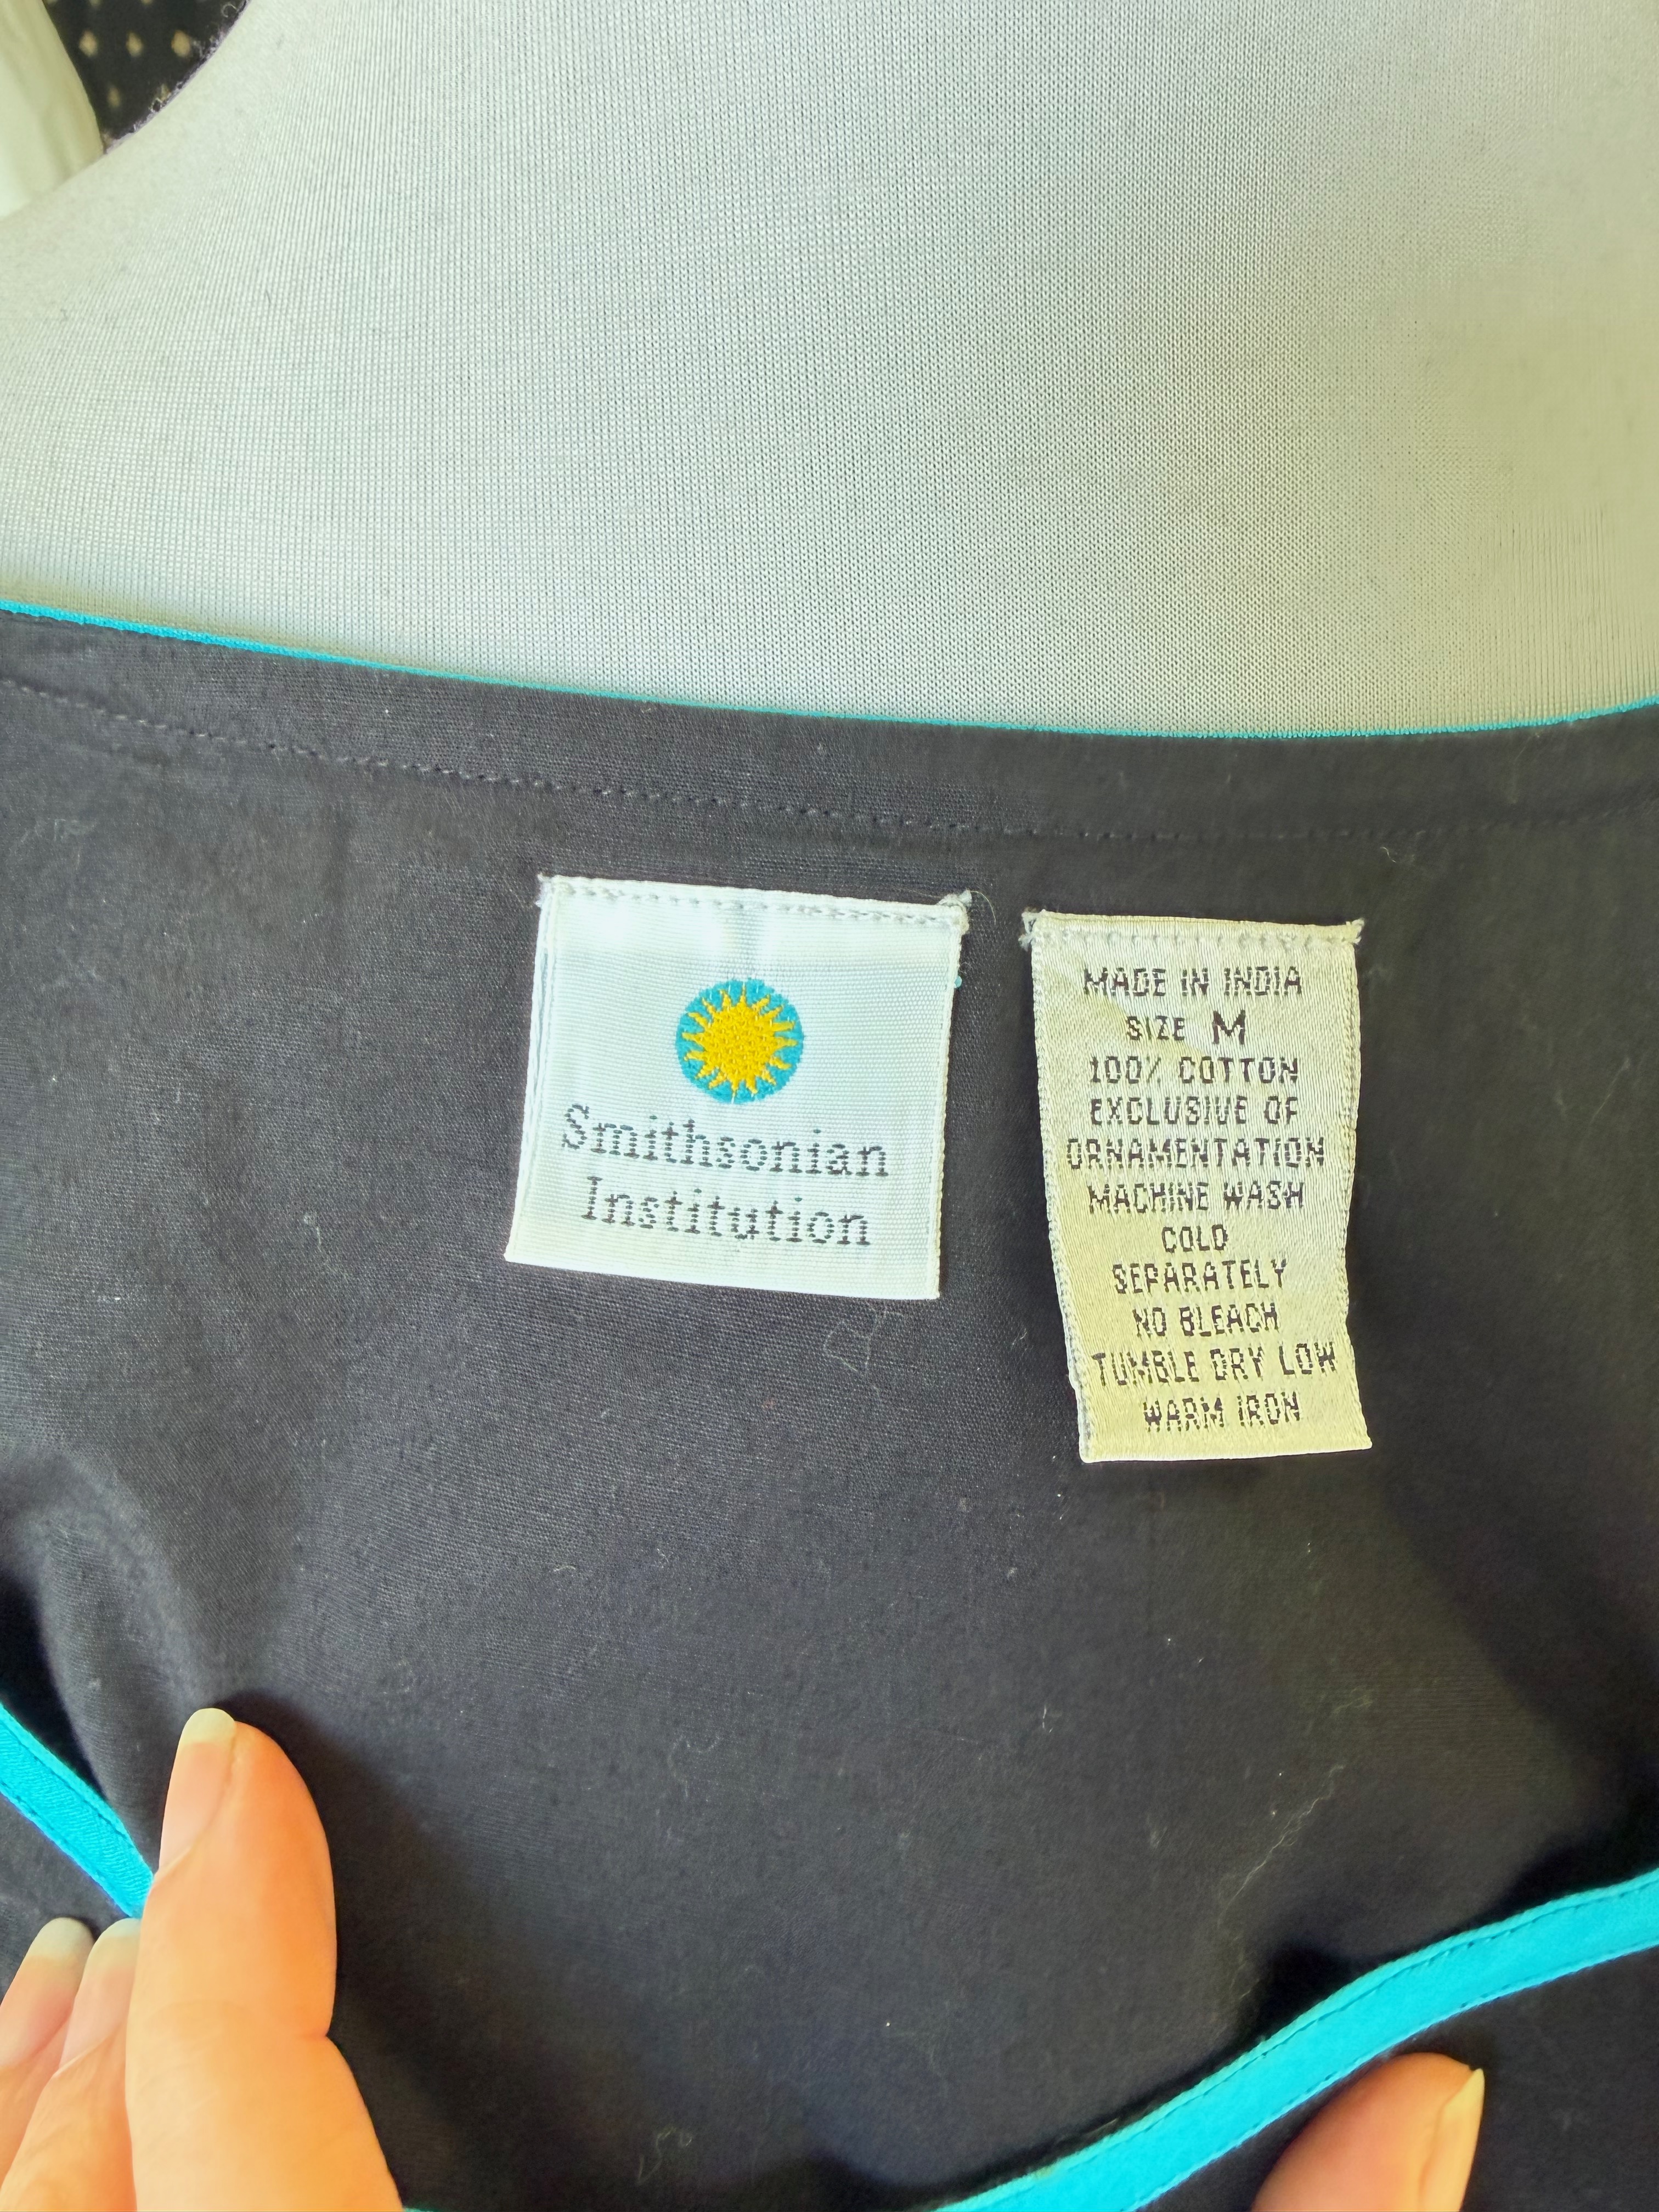 Smithsonian
Institution
MADE IN INDIA
SIZE M
100% COTTON
EXCLUSIVE OF
ORNAMENTATION
MACHINE WASH
COLD
SEPARATELY
NO BLEACH
TUMBLE DRY LOW
WARM IRON